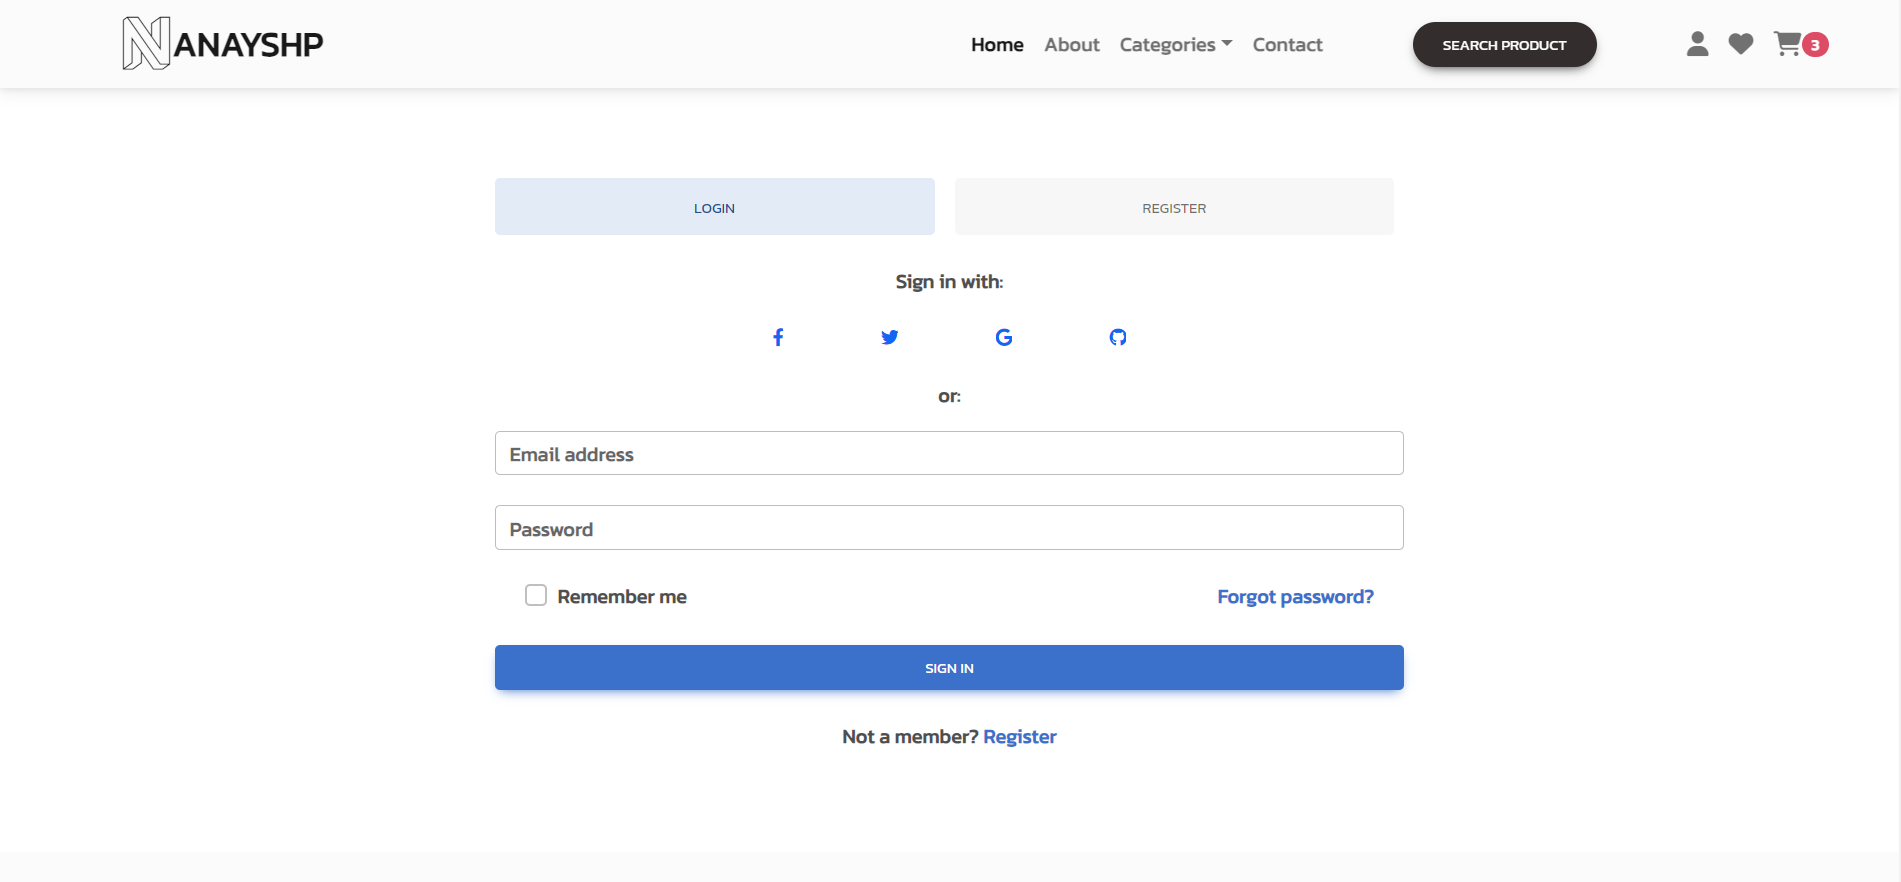 NANAYSHP
Home About Categories Contact SEARCH PRODUCT 3
LOGIN REGISTER
Sign in with:
or:
Email address
Password
Remember me Forgot password?
SIGN IN
Not a member? Register